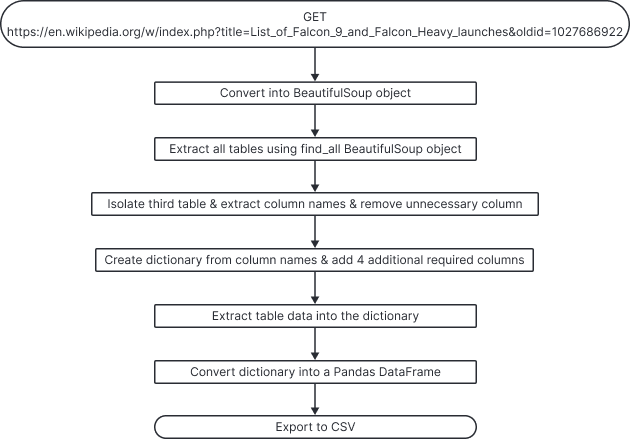 GET
https://en.wikipedia.org/w/index.php?title=List_of_Falcon_9_and_Falcon_Heavy_launches&oldid=1027686922
Convert into BeautifulSoup object
Extract all tables using find_all BeautifulSoup object
Isolate third table & extract column names & remove unnecessary column
Create dictionary from column names & add 4 additional required columns
Extract table data into the dictionary
Convert dictionary into a Pandas DataFrame
Export to CSV